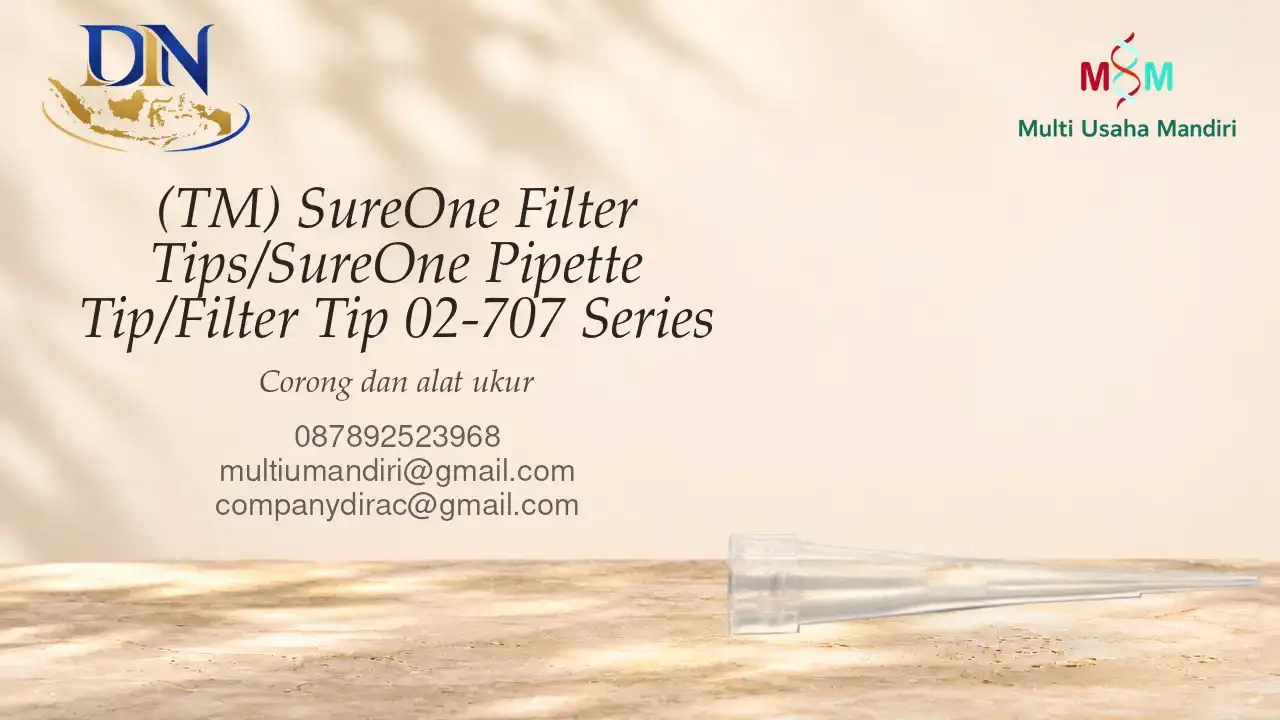 DIN
MSM
Multi Usaha Mandiri
(TM) SureOne Filter
Tips/SureOne Pipette
Tip/Filter Tip 02-707 Series
Corong dan alat ukur
087892523968
multiumandiri@gmail.com
companydirac@gmail.com